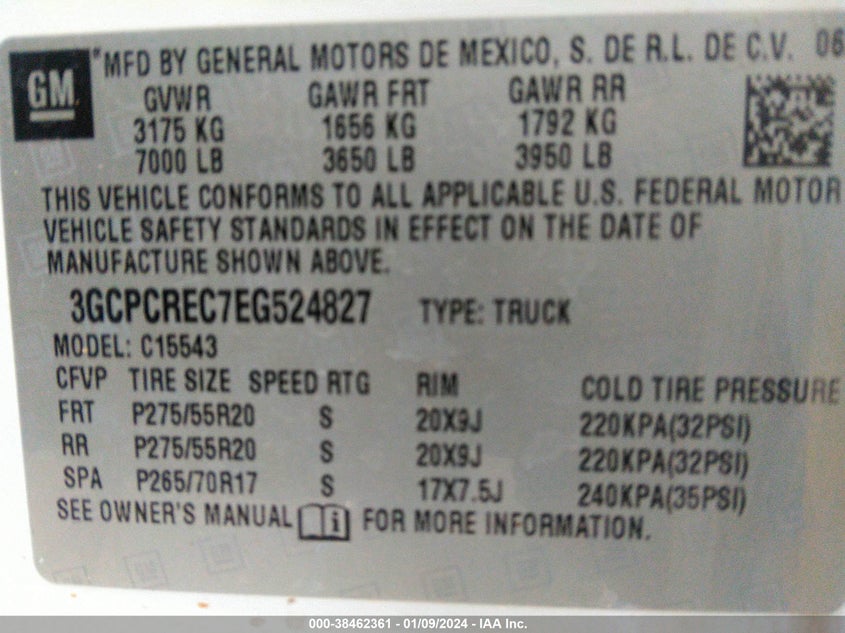 GM
*MFD BY GENERAL MOTORS DE MEXICO, S. DE R.L. DE C.V. 06
GVWR GAWR FRT GAWR RR
3175 KG 1656 KG 1792 KG
7000 LB 3650 LB 3950 LB
THIS VEHICLE CONFORMS TO ALL APPLICABLE U.S. FEDERAL MOTOR
VEHICLE SAFETY STANDARDS IN EFFECT ON THE DATE OF
MANUFACTURE SHOWN ABOVE.
3GCPCREC7EG524827 TYPE: TRUCK
MODEL: C15543
CFVP TIRE SIZE SPEED RTG RIM COLD TIRE PRESSURE
FRT P275/55R20 S 20X9J 220KPA(32PSI)
RR P275/55R20 S 20X9J 220KPA(32PSI)
SPA P265/70R17 S 17X7.5J 240KPA(35PSI)
SEE OWNER'S MANUAL i FOR MORE INFORMATION.
000-38462361 - 01/09/2024 - IAA Inc.